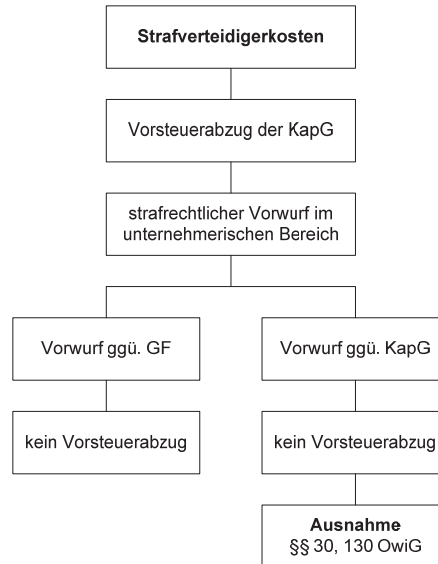 Strafverteidigerkosten
Vorsteuerabzug der KapG
strafrechtlicher Vorwurf im
unternehmerischen Bereich
Vorwurf ggü. GF
Vorwurf ggü. KapG
kein Vorsteuerabzug
kein Vorsteuerabzug
Ausnahme
§§ 30, 130 OwiG